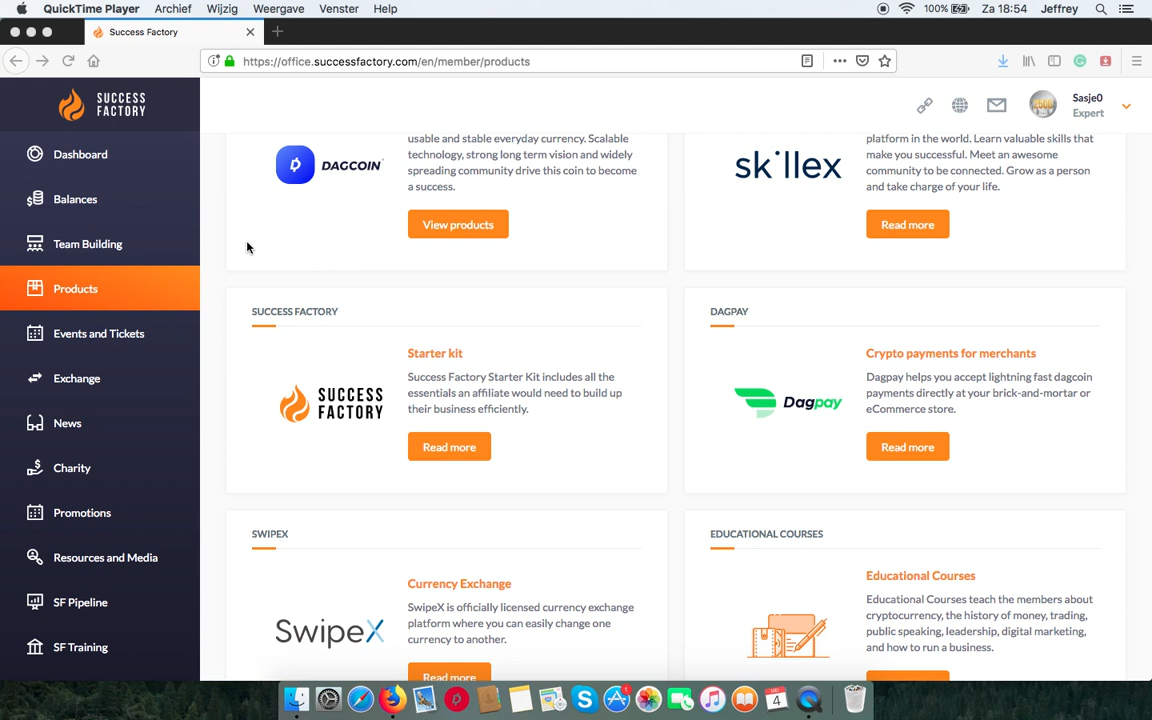 QuickTime Player Archief Wijzig Weergave Venster Help 100% Za 18:54 Jeffrey
Success Factory
https://office.successfactory.com/en/member/products
SUCCESS
FACTORY
Sasje0
Expert
Dashboard
Balances
Team Building
Products
Events and Tickets
Exchange
News
Charity
Promotions
Resources and Media
SF Pipeline
SF Training
DAGCOIN
usable and stable everyday currency. Scalable
technology, strong long term vision and widely
spreading community drive this coin to become
a success.
View products
skillex
platform in the world. Learn valuable skills that
make you successful. Meet an awesome
community to be connected. Grow as a person
and take charge of your life.
Read more
SUCCESS FACTORY
SUCCESS
FACTORY
Starter kit
Success Factory Starter Kit includes all the
essentials an affiliate would need to build up
their business efficiently.
Read more
DAGPAY
Dagpay
Crypto payments for merchants
Dagpay helps you accept lightning fast dagcoin
payments directly at your brick-and-mortar or
eCommerce store.
Read more
SWIPEX
SwipeX
Currency Exchange
SwipeX is officially licensed currency exchange
platform where you can easily change one
currency to another.
Read more
EDUCATIONAL COURSES
Educational Courses
Educational Courses teach the members about
cryptocurrency, the history of money, trading,
public speaking, leadership, digital marketing,
and how to run a business.
4